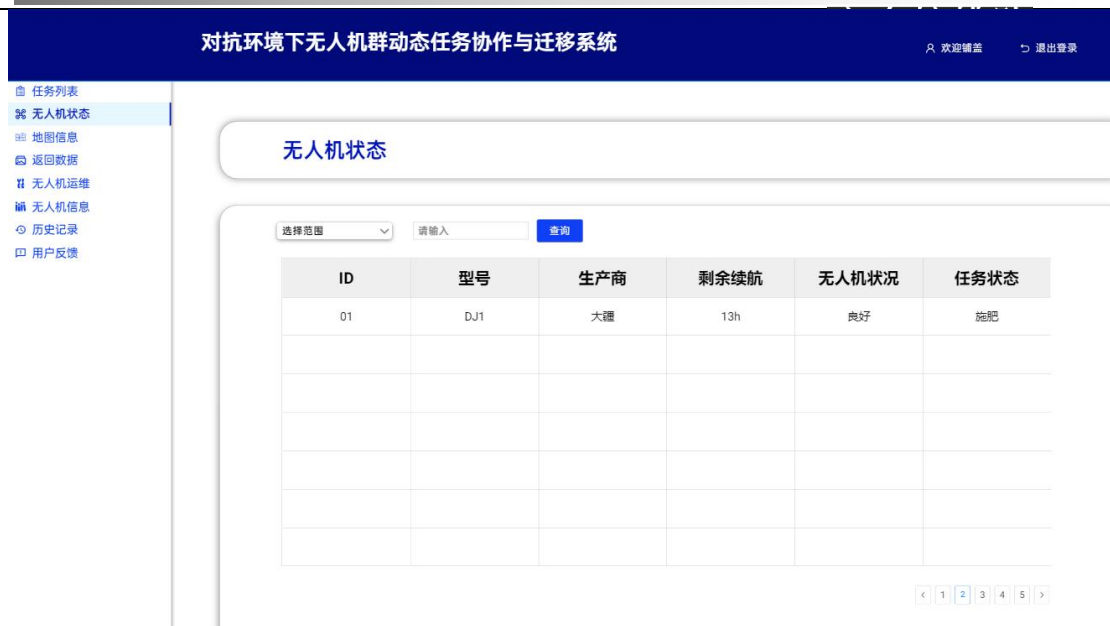 对抗环境下无人机群动态任务协作与迁移系统
欢迎铺盖 退出登录
任务列表
无人机状态
地图信息
返回数据
无人机运维
无人机信息
历史记录
用户反馈
无人机状态
选择范围 请输入 查询
ID 型号 生产商 剩余续航 无人机状况 任务状态
01 DJ1 大疆 13h 良好 施肥
< 1 2 3 4 5 >